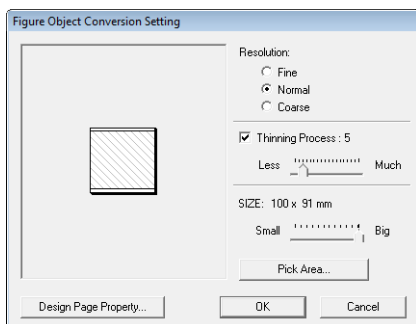 Figure Object Conversion Setting
Resolution:
Fine
Normal
Coarse
Thinning Process : 5
Less Much
SIZE: 100 x 91 mm
Small Big
Pick Area...
Design Page Property... OK Cancel